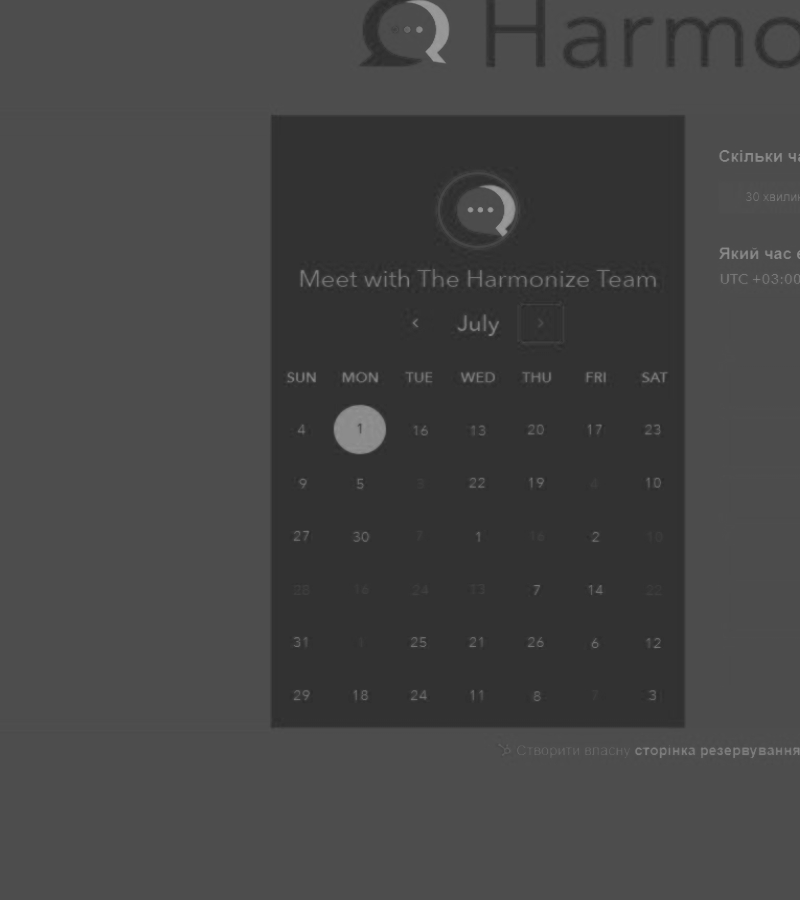 Harmo
Скільки ча
30 хвилин
Meet with The Harmonize Team
Який час є
UTC +03:00
July
SUN MON TUE WED THU FRI SAT
4 1 16 13 20 17 23
9 5 3 22 19 4 10
27 30 7 1 16 2 10
28 16 24 13 7 14 22
31 25 21 26 6 12
29 18 24 11 8 7 3
Створити власну сторінка резервування